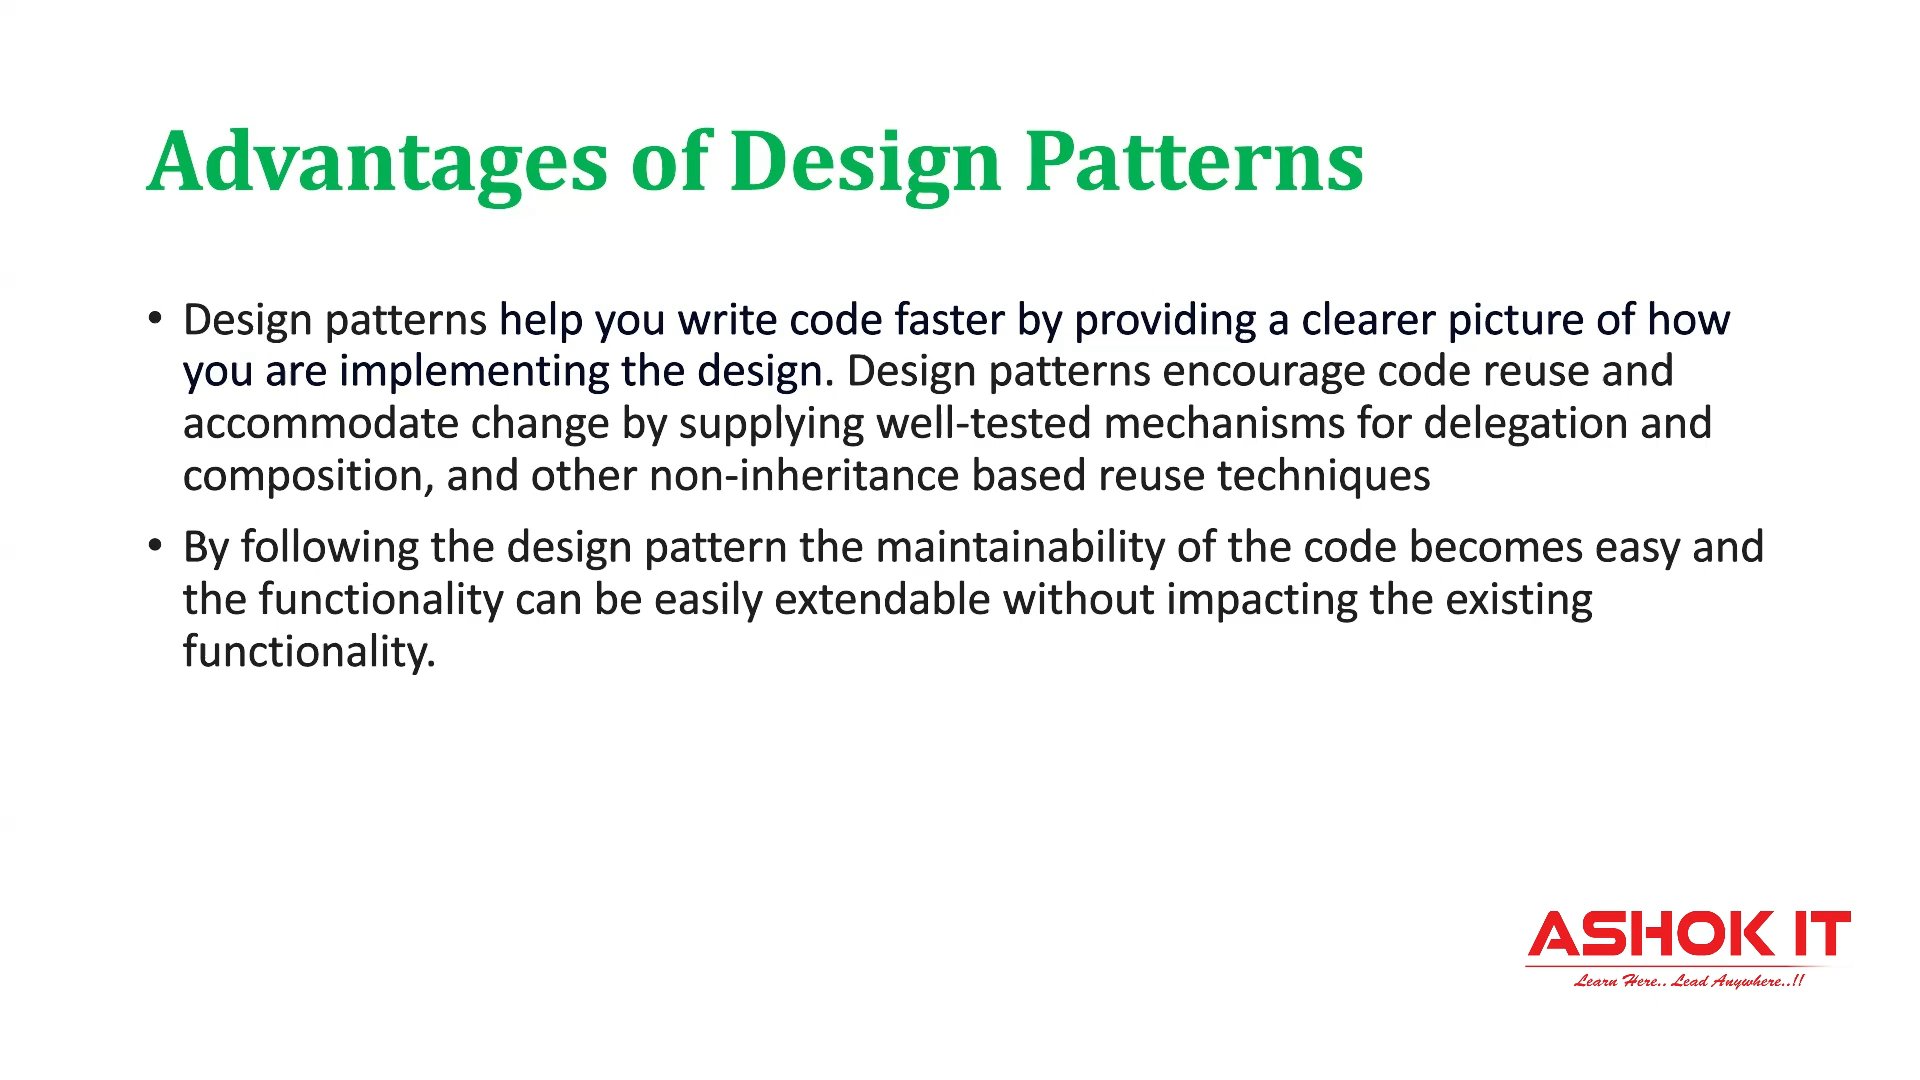 Advantages of Design Patterns
• Design patterns help you write code faster by providing a clearer picture of how
you are implementing the design. Design patterns encourage code reuse and
accommodate change by supplying well-tested mechanisms for delegation and
composition, and other non-inheritance based reuse techniques
• By following the design pattern the maintainability of the code becomes easy and
the functionality can be easily extendable without impacting the existing
functionality.
ASHOK IT
Learn Here.. Lead Anywhere..!!